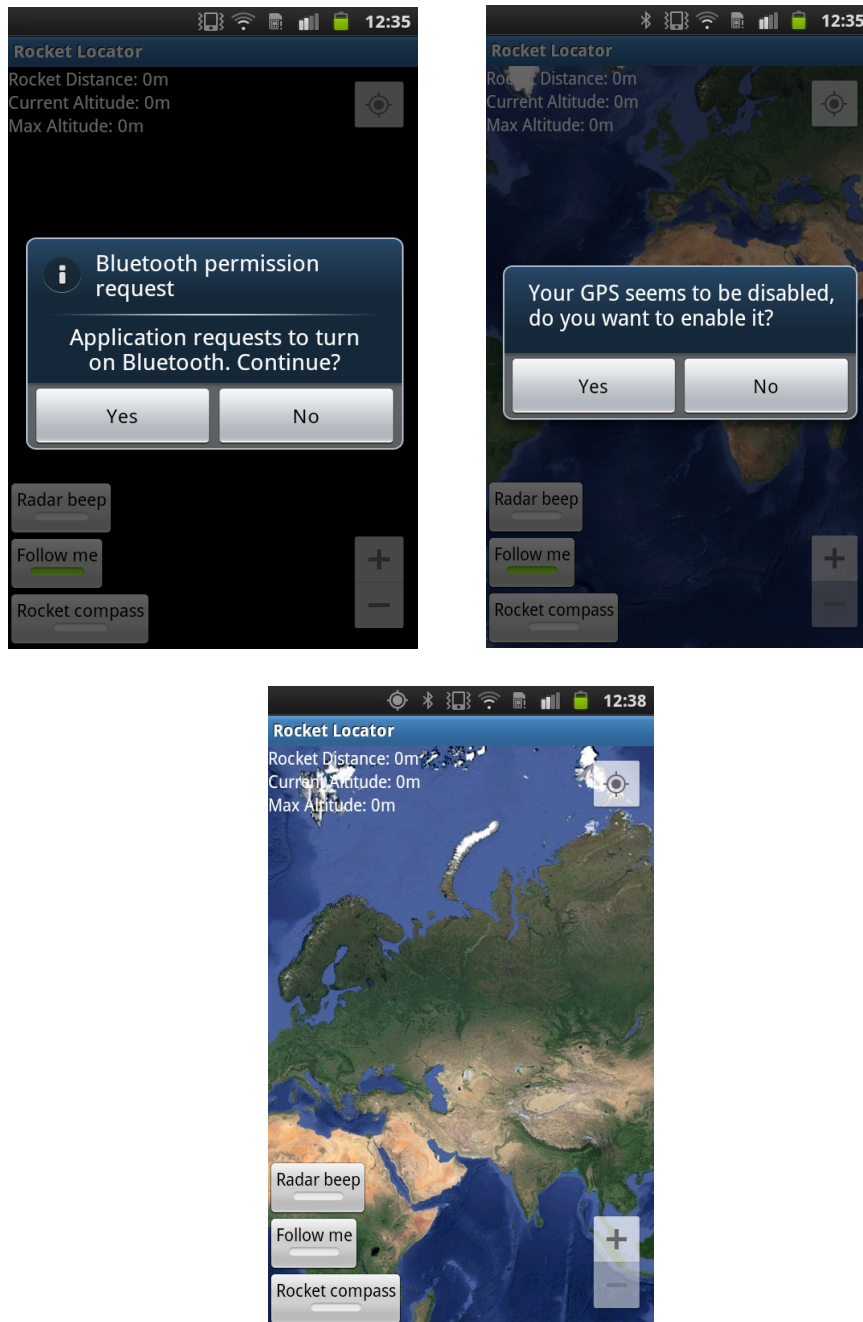 12:35
Rocket Locator
Rocket Distance: 0m
Current Altitude: 0m
Max Altitude: 0m
Bluetooth permission
request
Application requests to turn
on Bluetooth. Continue?
Yes No
Radar beep
Follow me
+
Rocket compass
−
12:35
Rocket Locator
Rocket Distance: 0m
Current Altitude: 0m
Max Altitude: 0m
Your GPS seems to be disabled,
do you want to enable it?
Yes No
Radar beep
Follow me
+
Rocket compass
−
12:38
Rocket Locator
Rocket Distance: 0m
Current Altitude: 0m
Max Altitude: 0m
Radar beep
Follow me
+
Rocket compass
−